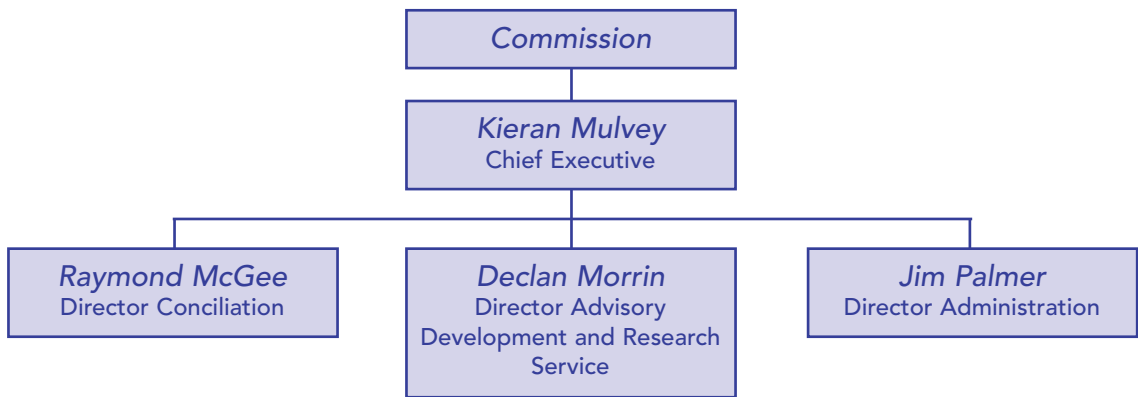 Commission
Kieran Mulvey
Chief Executive
Raymond McGee
Director Conciliation
Declan Morrin
Director Advisory
Development and Research
Service
Jim Palmer
Director Administration